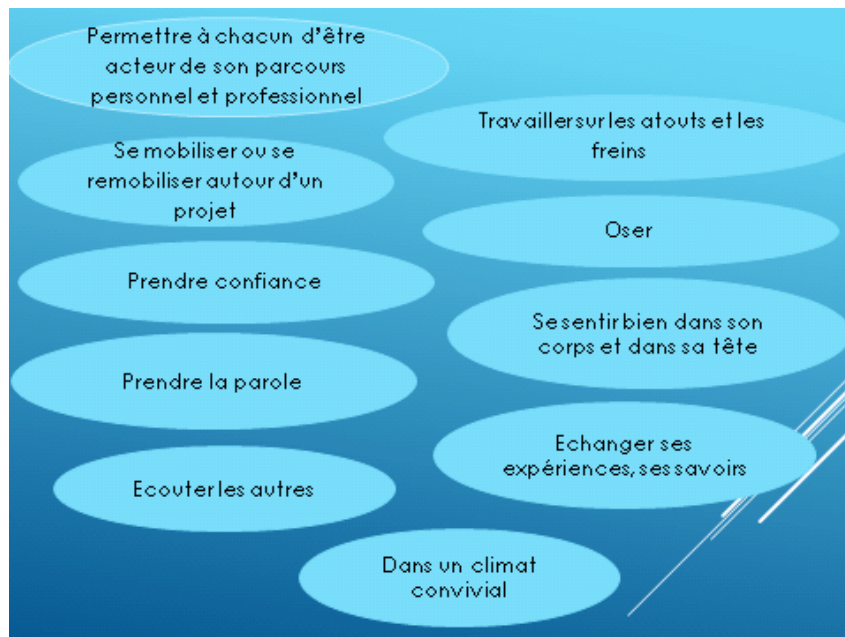 Permettre à chacun d'être
acteur de son parcours
personnel et professionnel
Travailler sur les atouts et les
freins
Se mobiliser ou se
remobiliser autour d'un
projet
Oser
Prendre confiance
Se sentir bien dans son
corps et dans sa tête
Prendre la parole
Echanger ses
expériences, ses savoirs
Ecouter les autres
Dans un climat
convivial